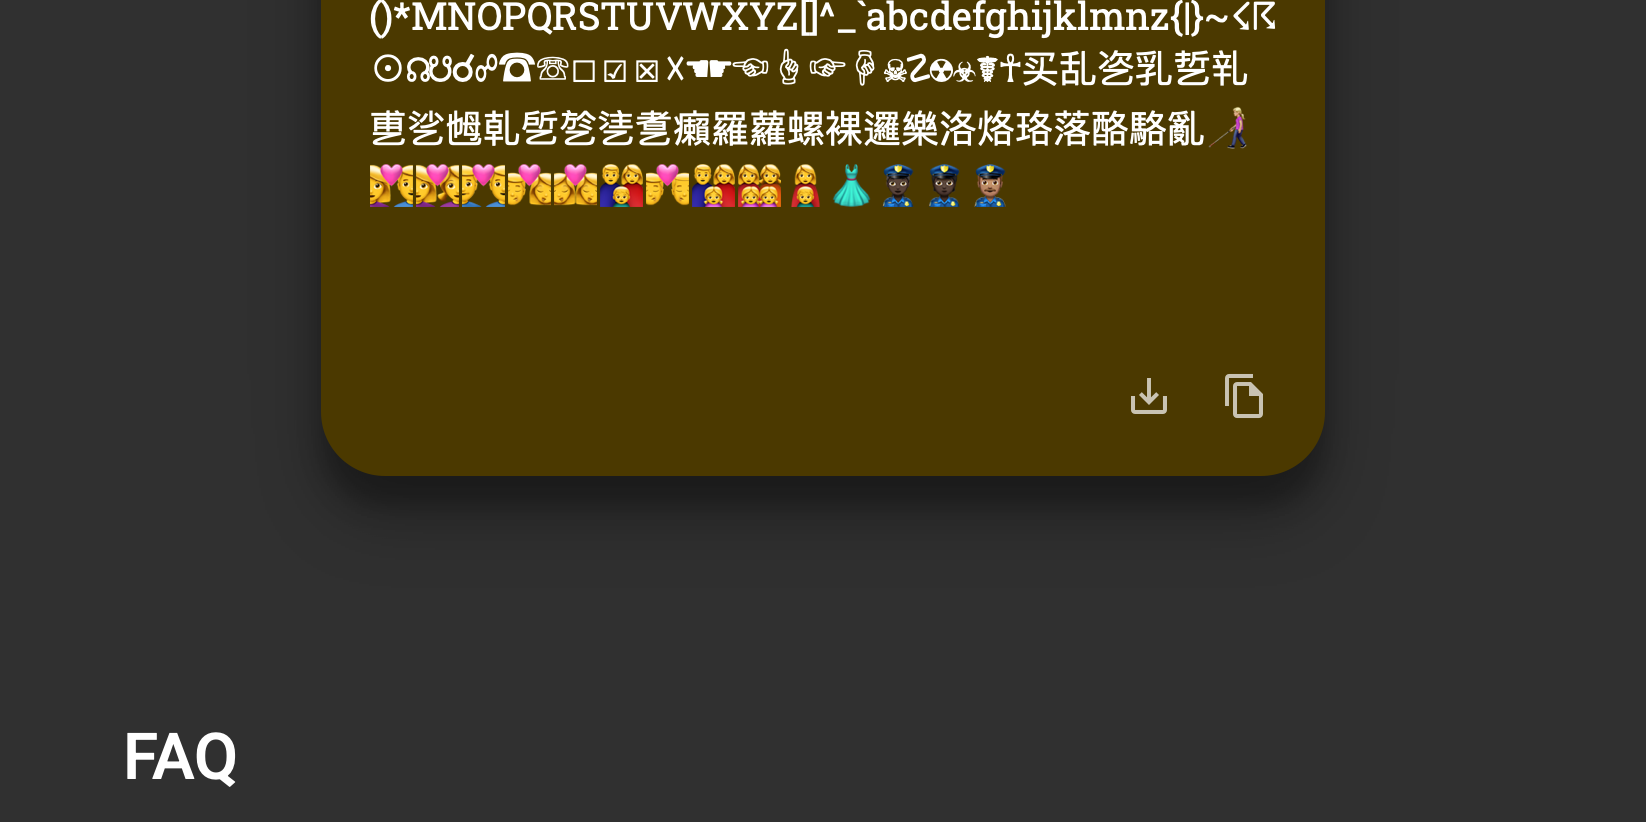 ()*MNOPQRSTUVWXYZ[]^_`abcdefghijklmnz{|}~☇☈
☉☊☋☌☍☎☏☐☑☒☓☚☛☜☝☞☟☠☡☢☣☤☥买乱乲乳乴乵
乶乷乸乹乺乻乼乽癩羅蘿螺裸邏樂洛烙珞落酪駱亂👩🏼‍🦯
👩‍❤️‍👨👩‍❤️‍👩👨‍❤️‍👨👩‍❤️‍💋‍👨👩‍❤️‍💋‍👩👨‍👩‍👦👨‍❤️‍💋‍👨👨‍👩‍👧👩‍👩‍👧‍👧👩‍👦👗👮🏿‍♀️👮🏿👮🏽‍♂️
FAQ